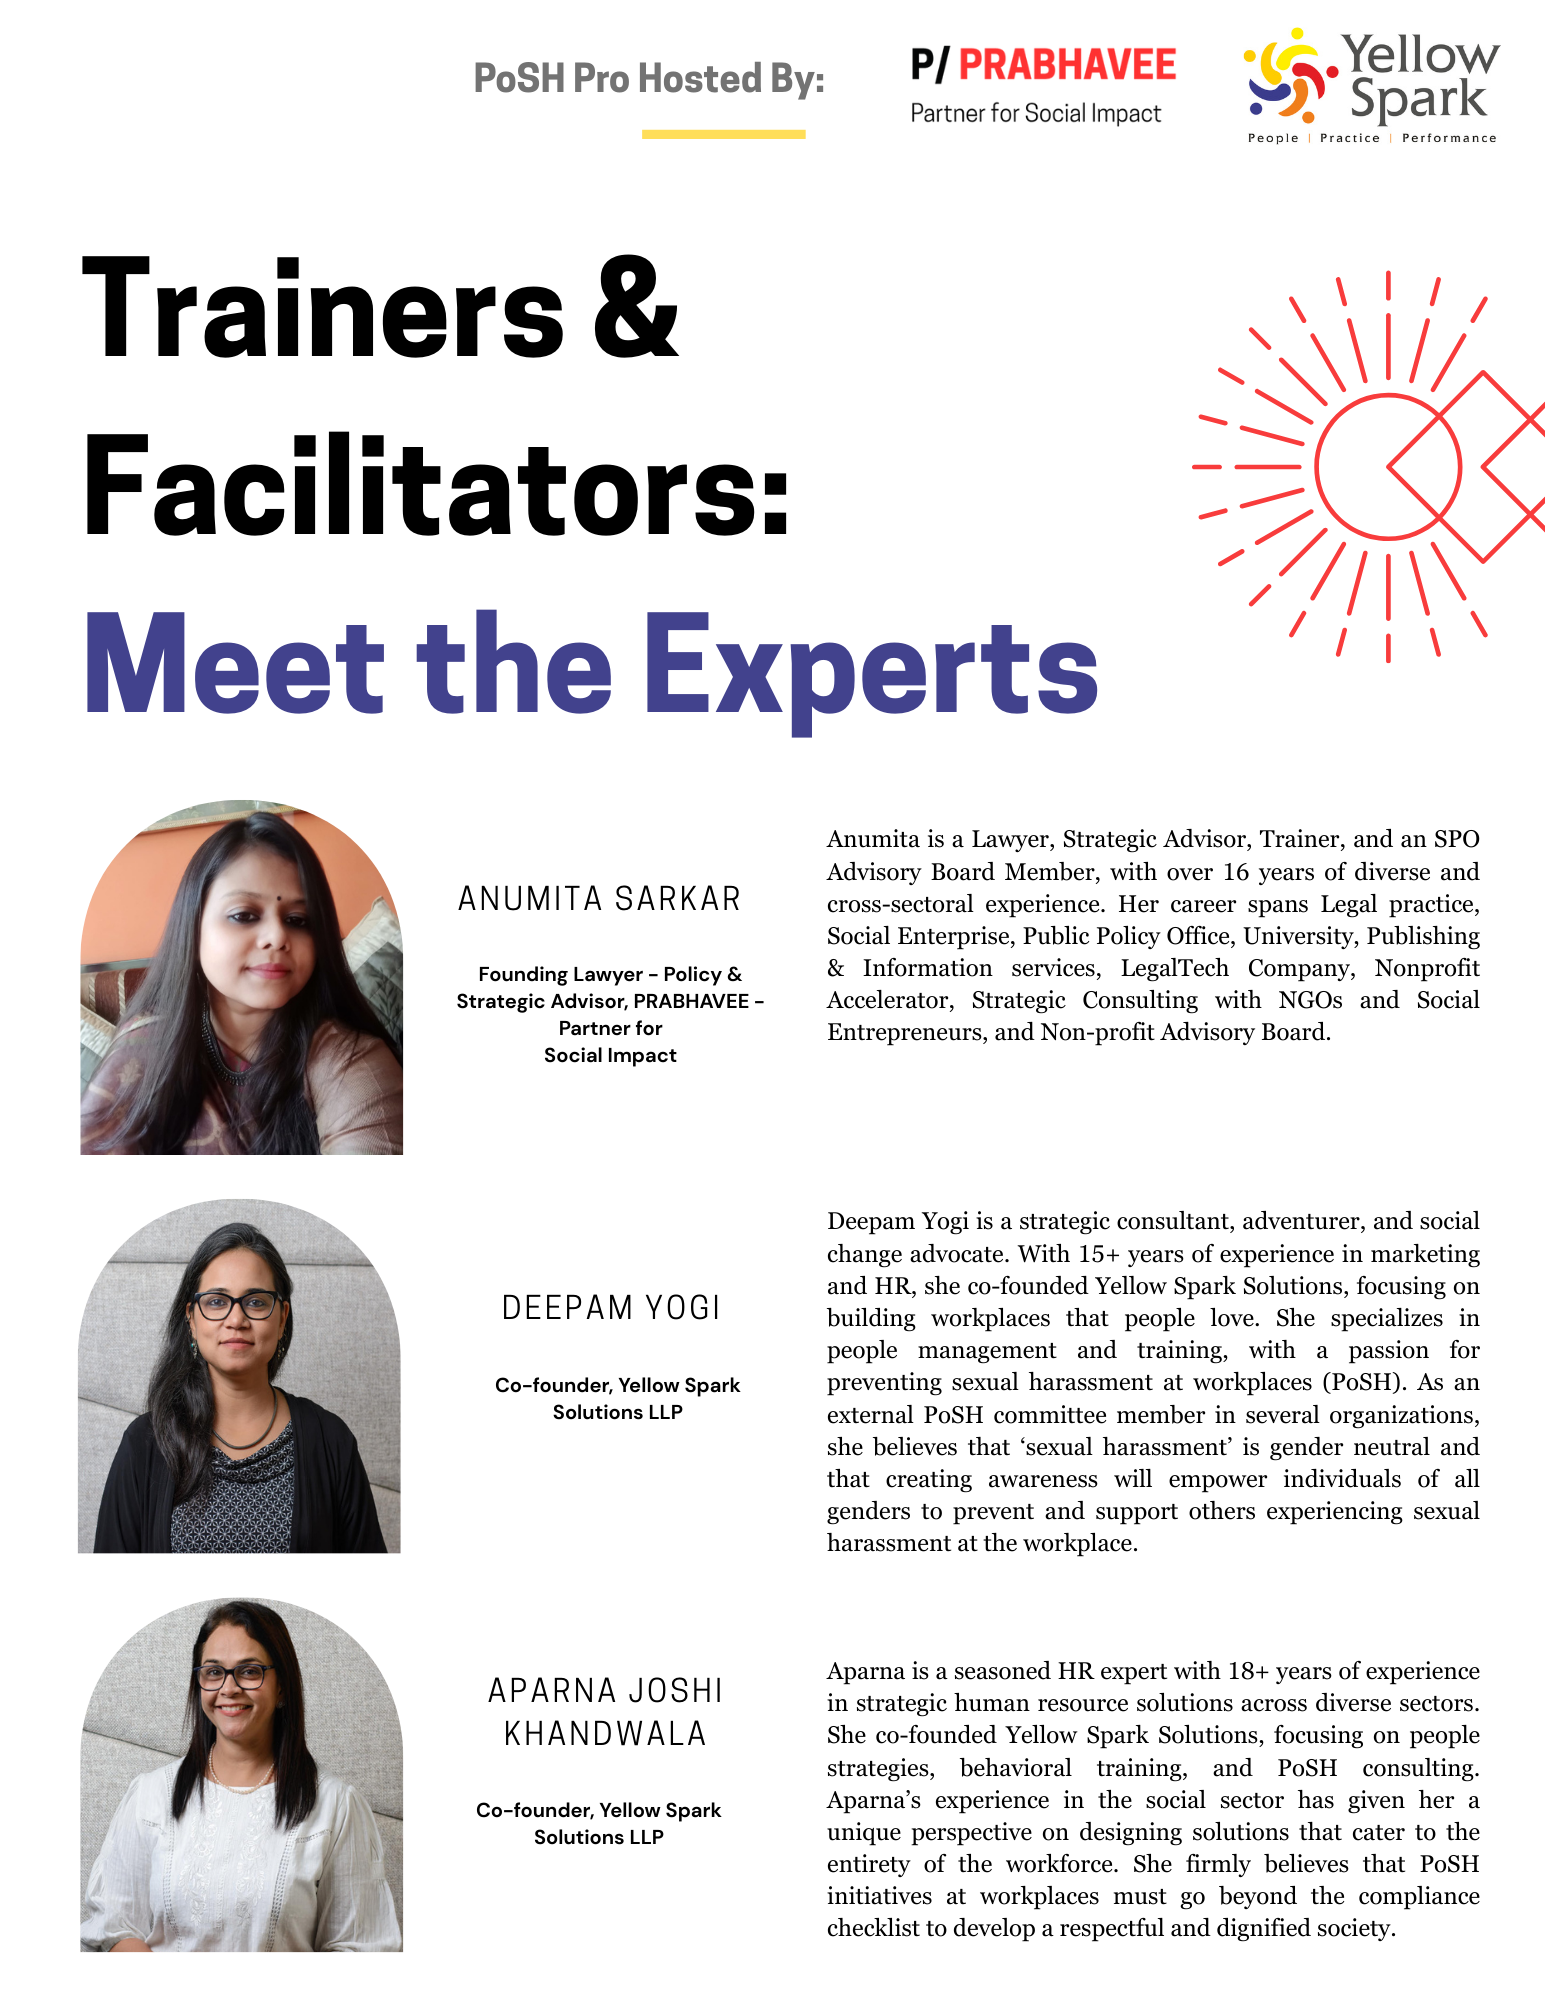 PoSH Pro Hosted By:
P/ PRABHAVEE
Partner for Social Impact
Yellow
Spark
People | Practice | Performance
Trainers &
Facilitators:
Meet the Experts
ANUMITA SARKAR
Founding Lawyer - Policy &
Strategic Advisor, PRABHAVEE -
Partner for
Social Impact
Anumita is a Lawyer, Strategic Advisor, Trainer, and an SPO
Advisory Board Member, with over 16 years of diverse and
cross-sectoral experience. Her career spans Legal practice,
Social Enterprise, Public Policy Office, University, Publishing
& Information services, LegalTech Company, Nonprofit
Accelerator, Strategic Consulting with NGOs and Social
Entrepreneurs, and Non-profit Advisory Board.
DEEPAM YOGI
Co-founder, Yellow Spark
Solutions LLP
Deepam Yogi is a strategic consultant, adventurer, and social
change advocate. With 15+ years of experience in marketing
and HR, she co-founded Yellow Spark Solutions, focusing on
building workplaces that people love. She specializes in
people management and training, with a passion for
preventing sexual harassment at workplaces (PoSH). As an
external PoSH committee member in several organizations,
she believes that ‘sexual harassment’ is gender neutral and
that creating awareness will empower individuals of all
genders to prevent and support others experiencing sexual
harassment at the workplace.
APARNA JOSHI
KHANDWALA
Co-founder, Yellow Spark
Solutions LLP
Aparna is a seasoned HR expert with 18+ years of experience
in strategic human resource solutions across diverse sectors.
She co-founded Yellow Spark Solutions, focusing on people
strategies, behavioral training, and PoSH consulting.
Aparna’s experience in the social sector has given her a
unique perspective on designing solutions that cater to the
entirety of the workforce. She firmly believes that PoSH
initiatives at workplaces must go beyond the compliance
checklist to develop a respectful and dignified society.